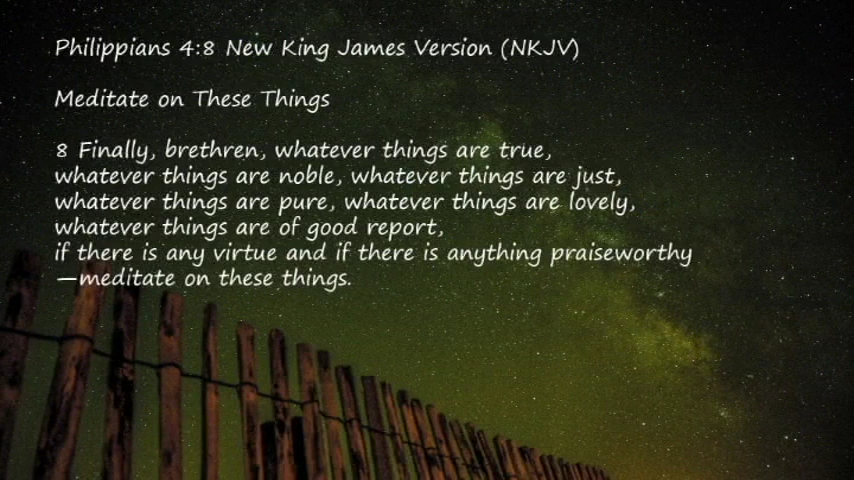 Philippians 4:8 New King James Version (NKJV)
Meditate on These Things
8 Finally, brethren, whatever things are true,
whatever things are noble, whatever things are just,
whatever things are pure, whatever things are lovely,
whatever things are of good report,
if there is any virtue and if there is anything praiseworthy
—meditate on these things.